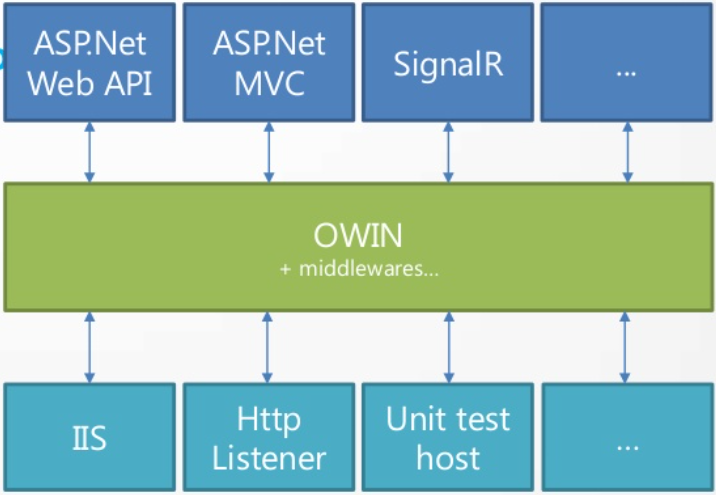 ASP.Net
Web API
ASP.Net
MVC
SignalR
...
OWIN
+ middlewares...
IIS
Http
Listener
Unit test
host
...